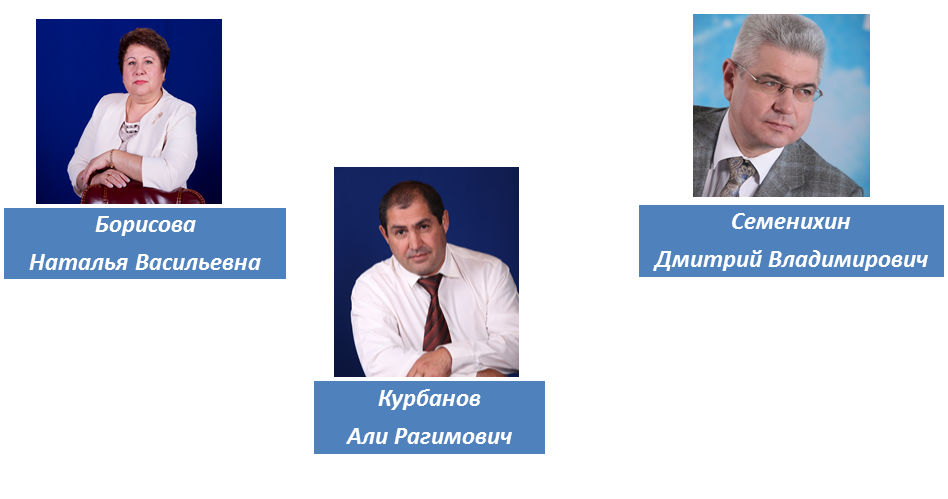 Борисова
Наталья Васильевна
Семенихин
Дмитрий Владимирович
Курбанов
Али Рагимович